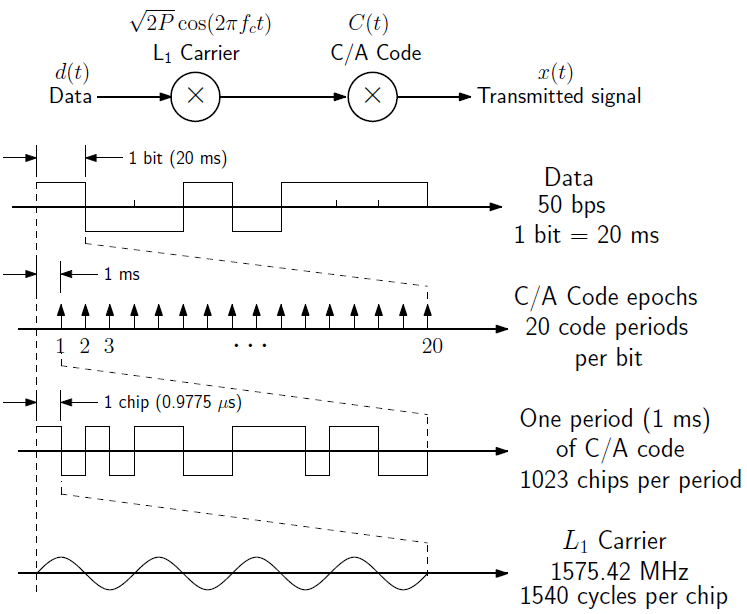 √2P cos(2πf_c t)
C(t)
L₁ Carrier
C/A Code
d(t)
x(t)
Data
×
×
Transmitted signal
1 bit (20 ms)
Data
50 bps
1 bit = 20 ms
1 ms
C/A Code epochs
20 code periods
per bit
1 2 3 ··· 20
1 chip (0.9775 μs)
One period (1 ms)
of C/A code
1023 chips per period
L₁ Carrier
1575.42 MHz
1540 cycles per chip